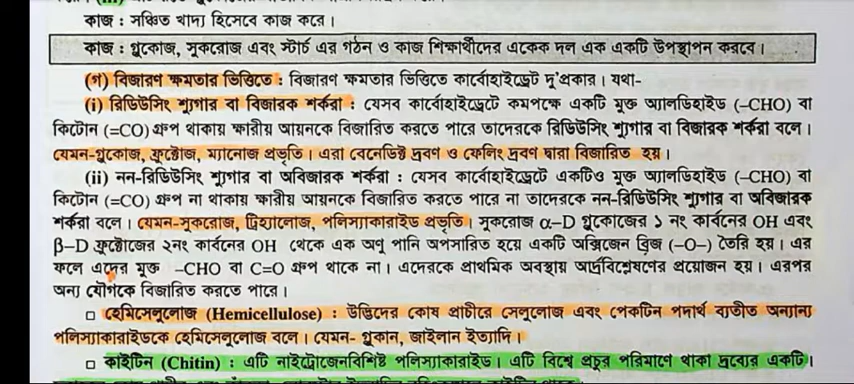 কাজ : সঞ্চিত খাদ্য হিসেবে কাজ করে।
কাজ : গ্লুকোজ, সুকরোজ এবং স্টার্চ এর গঠন ও কাজ শিক্ষার্থীদের একেক দল এক একটি উপস্থাপন করবে।
(গ) বিজারণ ক্ষমতার ভিত্তিতে : বিজারণ ক্ষমতার ভিত্তিতে কার্বোহাইড্রেট দু'প্রকার। যথা-
(i) রিডিউসিং শ্যুগার বা বিজারক শর্করা : যেসব কার্বোহাইড্রেটে কমপক্ষে একটি মুক্ত অ্যালডিহাইড (–CHO) বা
কিটোন (=CO) গ্রুপ থাকায় ক্ষারীয় আয়নকে বিজারিত করতে পারে তাদেরকে রিডিউসিং শ্যুগার বা বিজারক শর্করা বলে।
যেমন-গ্লুকোজ, ফ্রুক্টোজ, ম্যানোজ প্রভৃতি। এরা বেনেডিক্ট দ্রবণ ও ফেলিং দ্রবণ দ্বারা বিজারিত হয়।
(ii) নন-রিডিউসিং শ্যুগার বা অবিজারক শর্করা : যেসব কার্বোহাইড্রেটে একটিও মুক্ত অ্যালডিহাইড (–CHO) বা
কিটোন (=CO) গ্রুপ না থাকায় ক্ষারীয় আয়নকে বিজারিত করতে পারে না তাদেরকে নন-রিডিউসিং শ্যুগার বা অবিজারক
শর্করা বলে। যেমন-সুকরোজ, ট্রিহ্যালোজ, পলিস্যাকারাইড প্রভৃতি। সুকরোজ α–D গ্লুকোজের ১ নং কার্বনের OH এবং
β–D ফ্রুক্টোজের ২নং কার্বনের OH থেকে এক অণু পানি অপসারিত হয়ে একটি অক্সিজেন ব্রিজ (–O–) তৈরি হয়। এর
ফলে এদের মুক্ত –CHO বা C=O গ্রুপ থাকে না। এদেরকে প্রাথমিক অবস্থায় আর্দ্রবিশ্লেষণের প্রয়োজন হয়। এরপর
অন্য যৌগকে বিজারিত করতে পারে।
□ হেমিসেলুলোজ (Hemicellulose) : উদ্ভিদের কোষ প্রাচীরে সেলুলোজ এবং পেকটিন পদার্থ ব্যতীত অন্যান্য
পলিস্যাকারাইডকে হেমিসেলুলোজ বলে। যেমন- গ্লুকান, জাইলান ইত্যাদি।
□ কাইটিন (Chitin) : এটি নাইট্রোজেনবিশিষ্ট পলিস্যাকারাইড। এটি বিশ্বে প্রচুর পরিমাণে থাকা দ্রব্যের একটি।